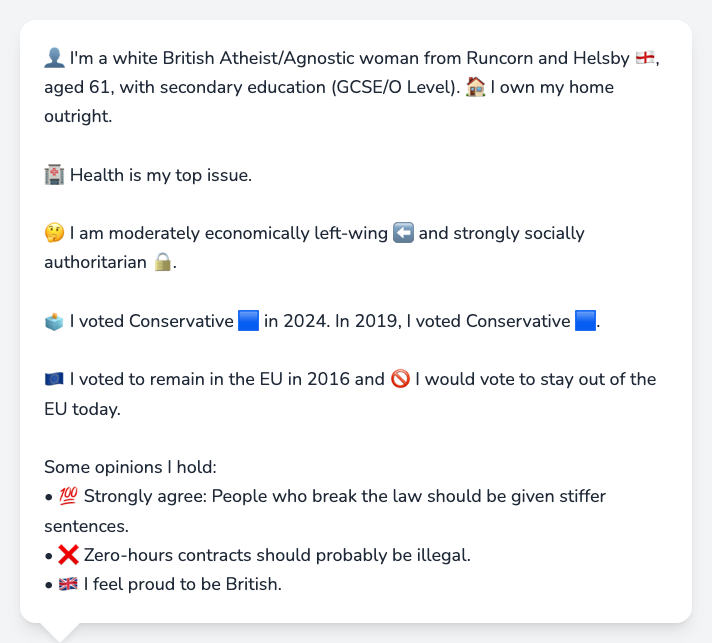 👤 I'm a white British Atheist/Agnostic woman from Runcorn and Helsby 🏴󠁧󠁢󠁥󠁮󠁧󠁿,
aged 61, with secondary education (GCSE/O Level). 🏠 I own my home
outright.
🏥 Health is my top issue.
🤔 I am moderately economically left-wing ⬅️ and strongly socially
authoritarian 🔒.
🗳️ I voted Conservative 🟦 in 2024. In 2019, I voted Conservative 🟦.
🇪🇺 I voted to remain in the EU in 2016 and 🚫 I would vote to stay out of the
EU today.
Some opinions I hold:
• 💯 Strongly agree: People who break the law should be given stiffer
sentences.
• ❌ Zero-hours contracts should probably be illegal.
• 🇬🇧 I feel proud to be British.